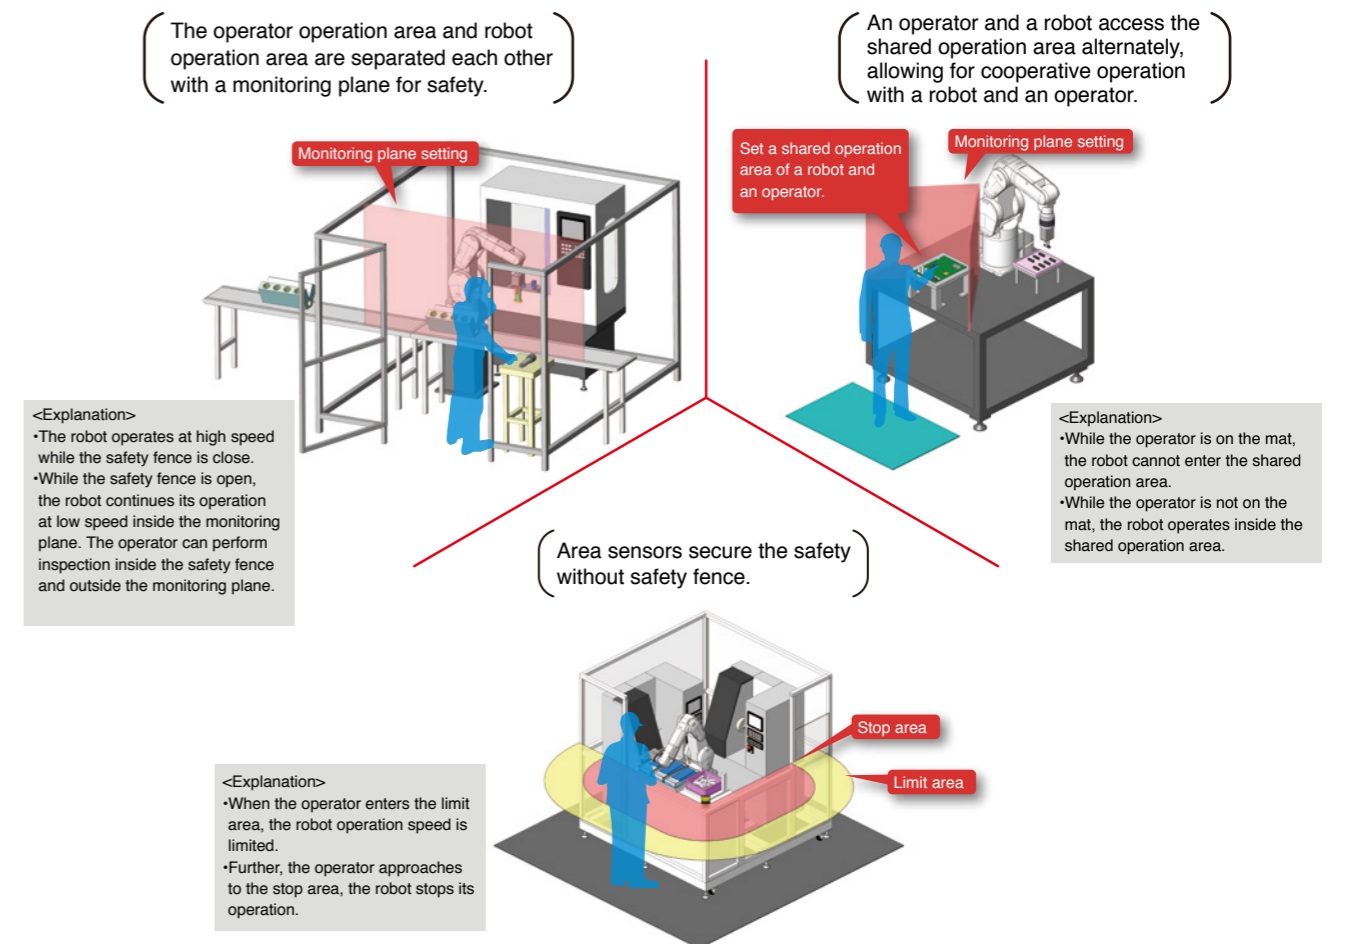 The operator operation area and robot
operation area are separated each other
with a monitoring plane for safety.
Monitoring plane setting
<Explanation>
•The robot operates at high speed
while the safety fence is close.
•While the safety fence is open,
the robot continues its operation
at low speed inside the monitoring
plane. The operator can perform
inspection inside the safety fence
and outside the monitoring plane.
An operator and a robot access the
shared operation area alternately,
allowing for cooperative operation
with a robot and an operator.
Set a shared operation
area of a robot and
an operator.
Monitoring plane setting
<Explanation>
•While the operator is on the mat,
the robot cannot enter the shared
operation area.
•While the operator is not on the
mat, the robot operates inside the
shared operation area.
Area sensors secure the safety
without safety fence.
Stop area
Limit area
<Explanation>
•When the operator enters the limit
area, the robot operation speed is
limited.
•Further, the operator approaches
to the stop area, the robot stops its
operation.